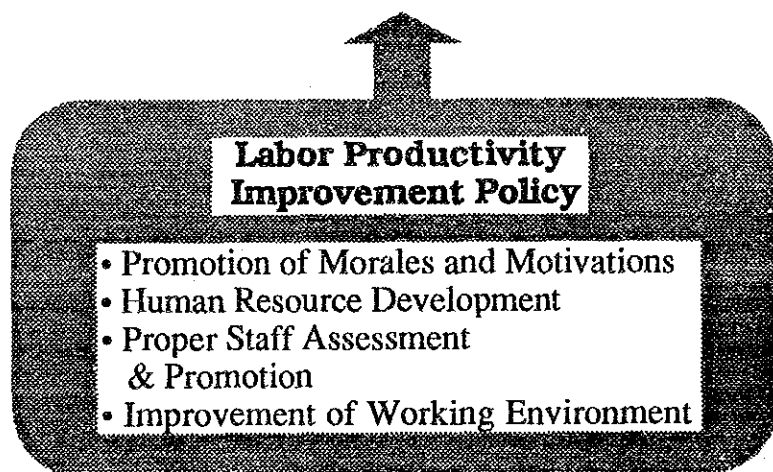 Labor Productivity
Improvement Policy
• Promotion of Morales and Motivations
• Human Resource Development
• Proper Staff Assessment
& Promotion
• Improvement of Working Environment